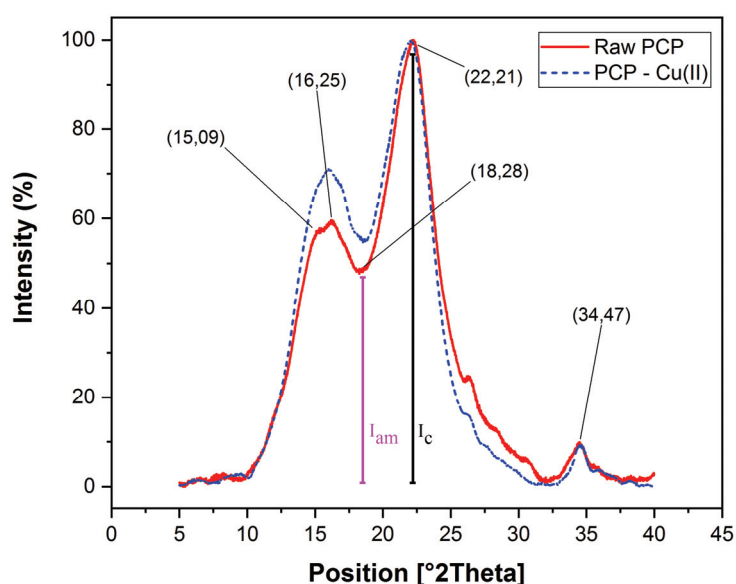 Raw PCP
PCP - Cu(II)
(16,25)
(22,21)
(15,09)
(18,28)
(34,47)
I_am
I_c
Intensity (%)
100
80
60
40
20
0
0 5 10 15 20 25 30 35 40 45
Position [°2Theta]